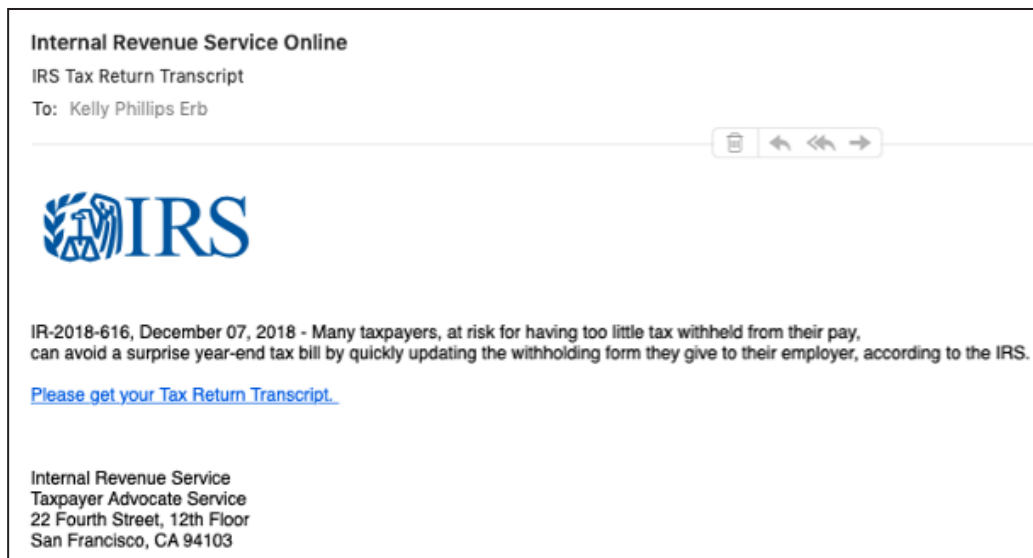 Internal Revenue Service Online
IRS Tax Return Transcript
To: Kelly Phillips Erb
IRS
IR-2018-616, December 07, 2018 - Many taxpayers, at risk for having too little tax withheld from their pay,
can avoid a surprise year-end tax bill by quickly updating the withholding form they give to their employer, according to the IRS.
Please get your Tax Return Transcript.
Internal Revenue Service
Taxpayer Advocate Service
22 Fourth Street, 12th Floor
San Francisco, CA 94103